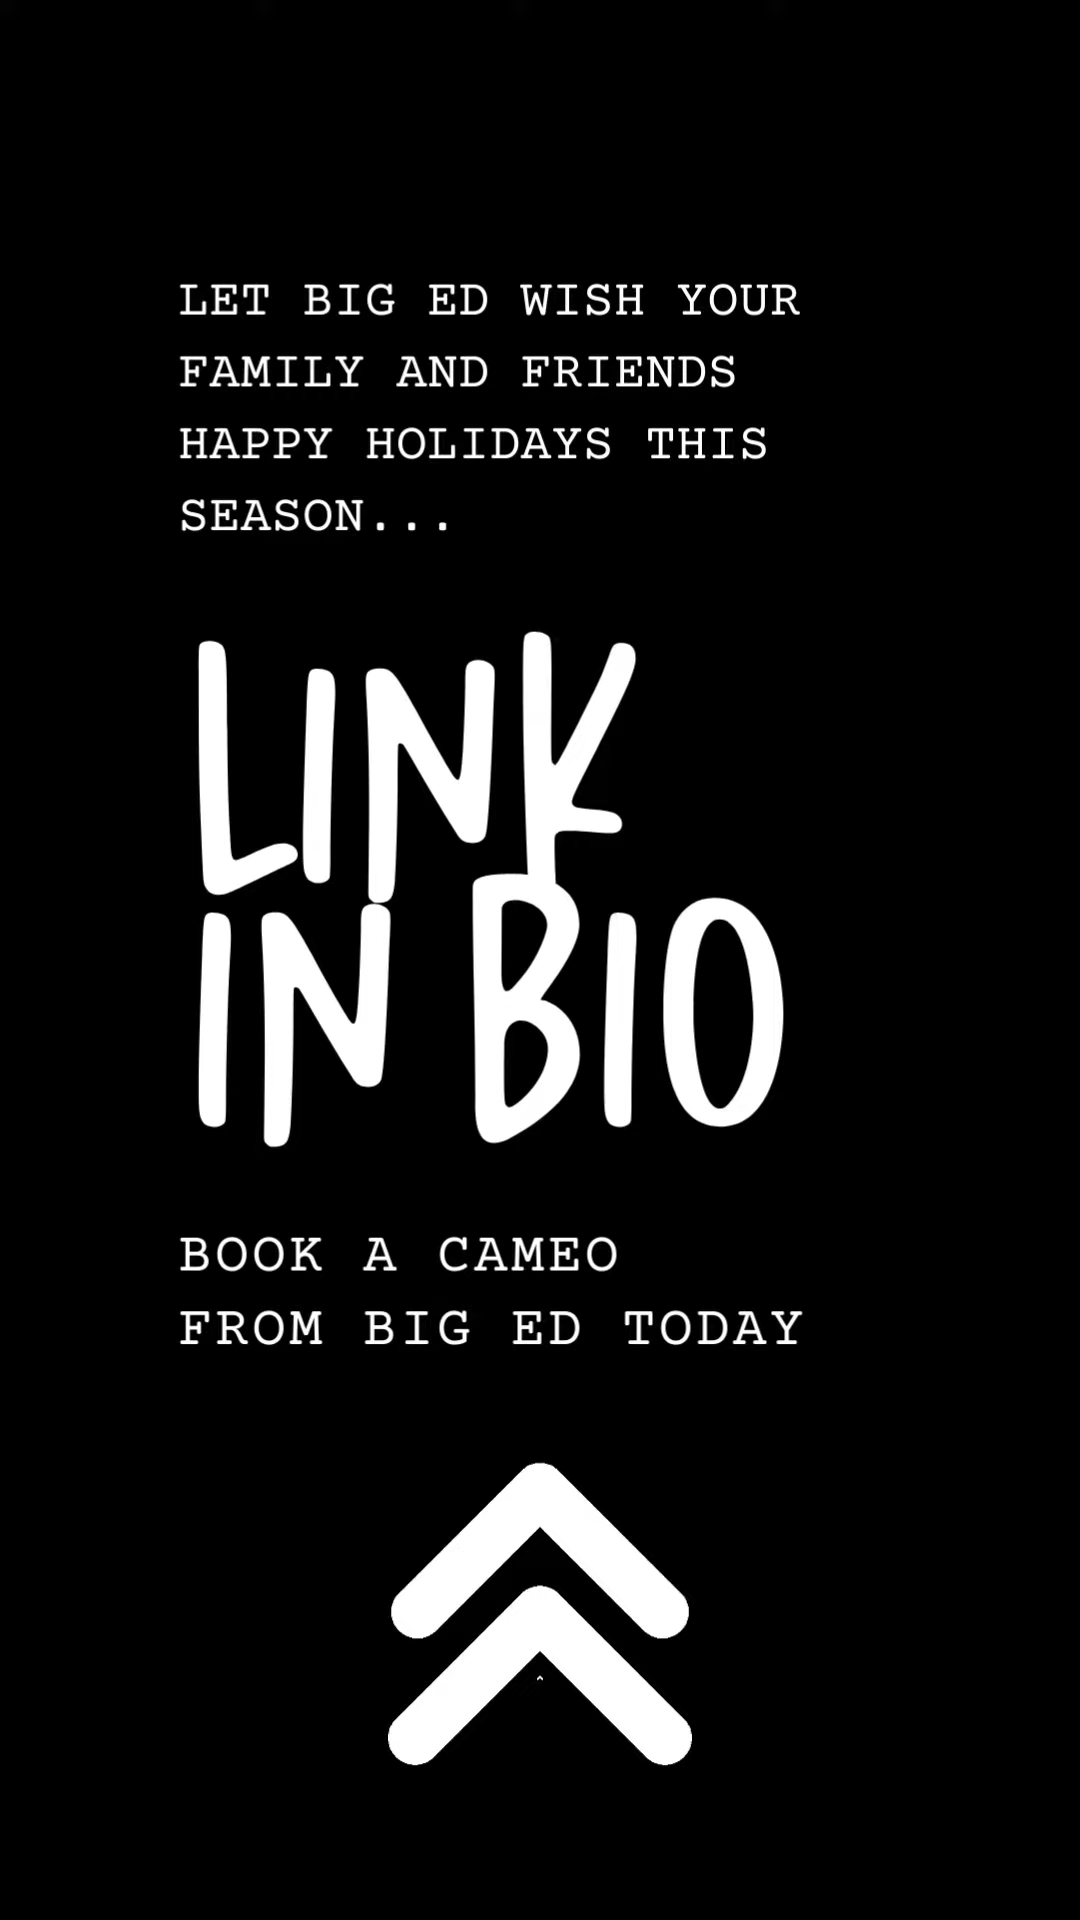 LET BIG ED WISH YOUR
FAMILY AND FRIENDS
HAPPY HOLIDAYS THIS
SEASON...
LINK
IN BIO
BOOK A CAMEO
FROM BIG ED TODAY